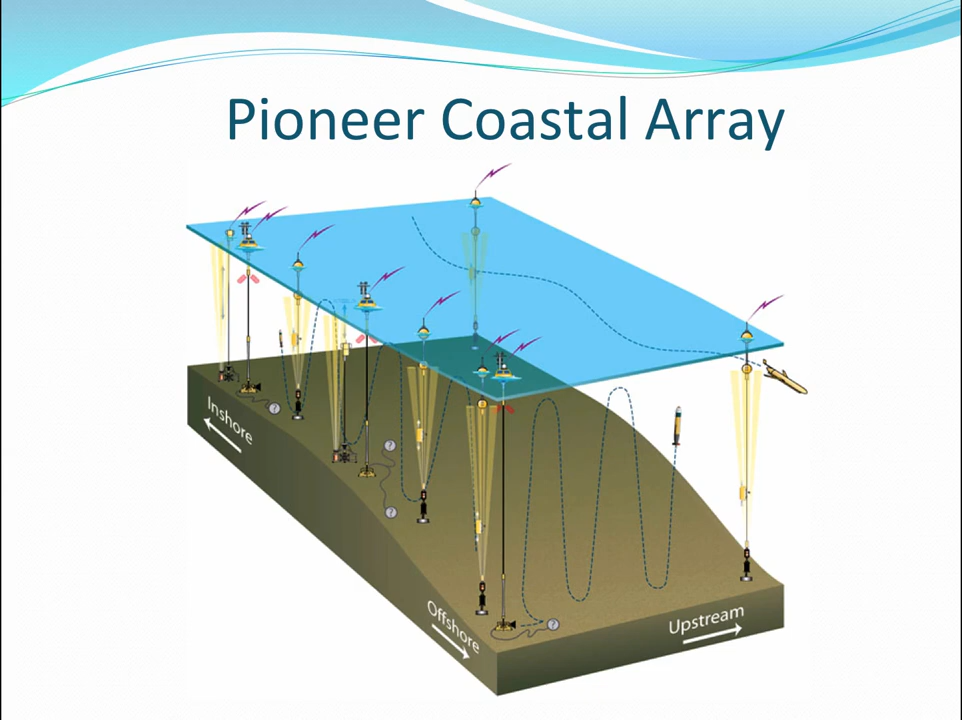 Pioneer Coastal Array
Inshore
?
?
?
Offshore
?
Upstream